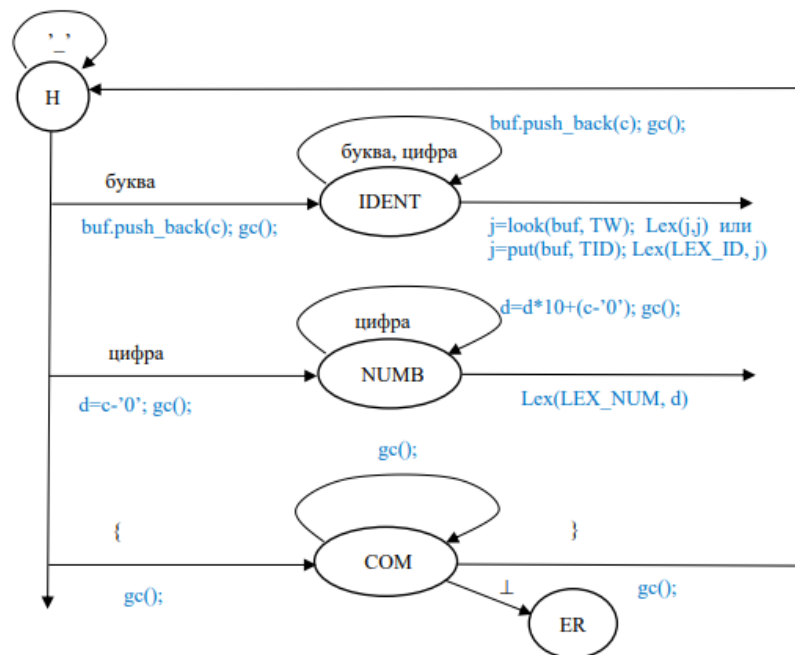 ’_’
H
buf.push_back(c); gc();
буква, цифра
буква
IDENT
buf.push_back(c); gc();
j=look(buf, TW); Lex(j,j) или
j=put(buf, TID); Lex(LEX_ID, j)
d=d*10+(c-’0’); gc();
цифра
цифра
NUMB
d=c-’0’; gc();
Lex(LEX_NUM, d)
gc();
{
}
COM
gc();
⊥
gc();
ER